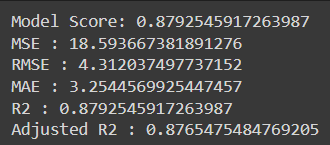 Model Score: 0.8792545917263987
MSE : 18.593667381891276
RMSE : 4.312037497737152
MAE : 3.2544569925447457
R2 : 0.8792545917263987
Adjusted R2 : 0.8765475484769205